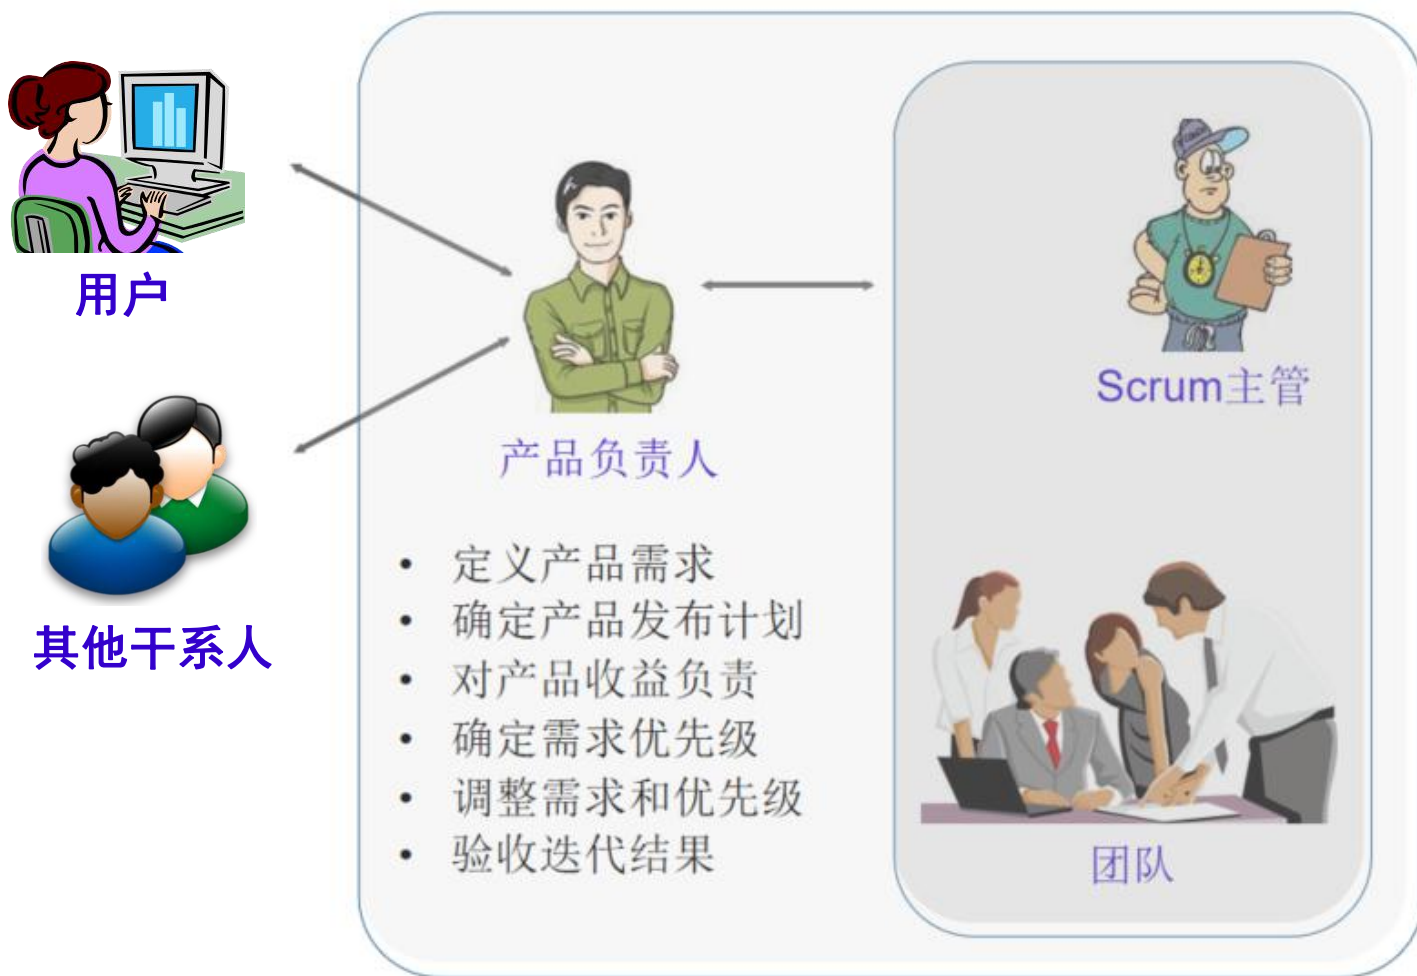 用户
其他干系人
产品负责人
• 定义产品需求
• 确定产品发布计划
• 对产品收益负责
• 确定需求优先级
• 调整需求和优先级
• 验收迭代结果
Scrum主管
团队